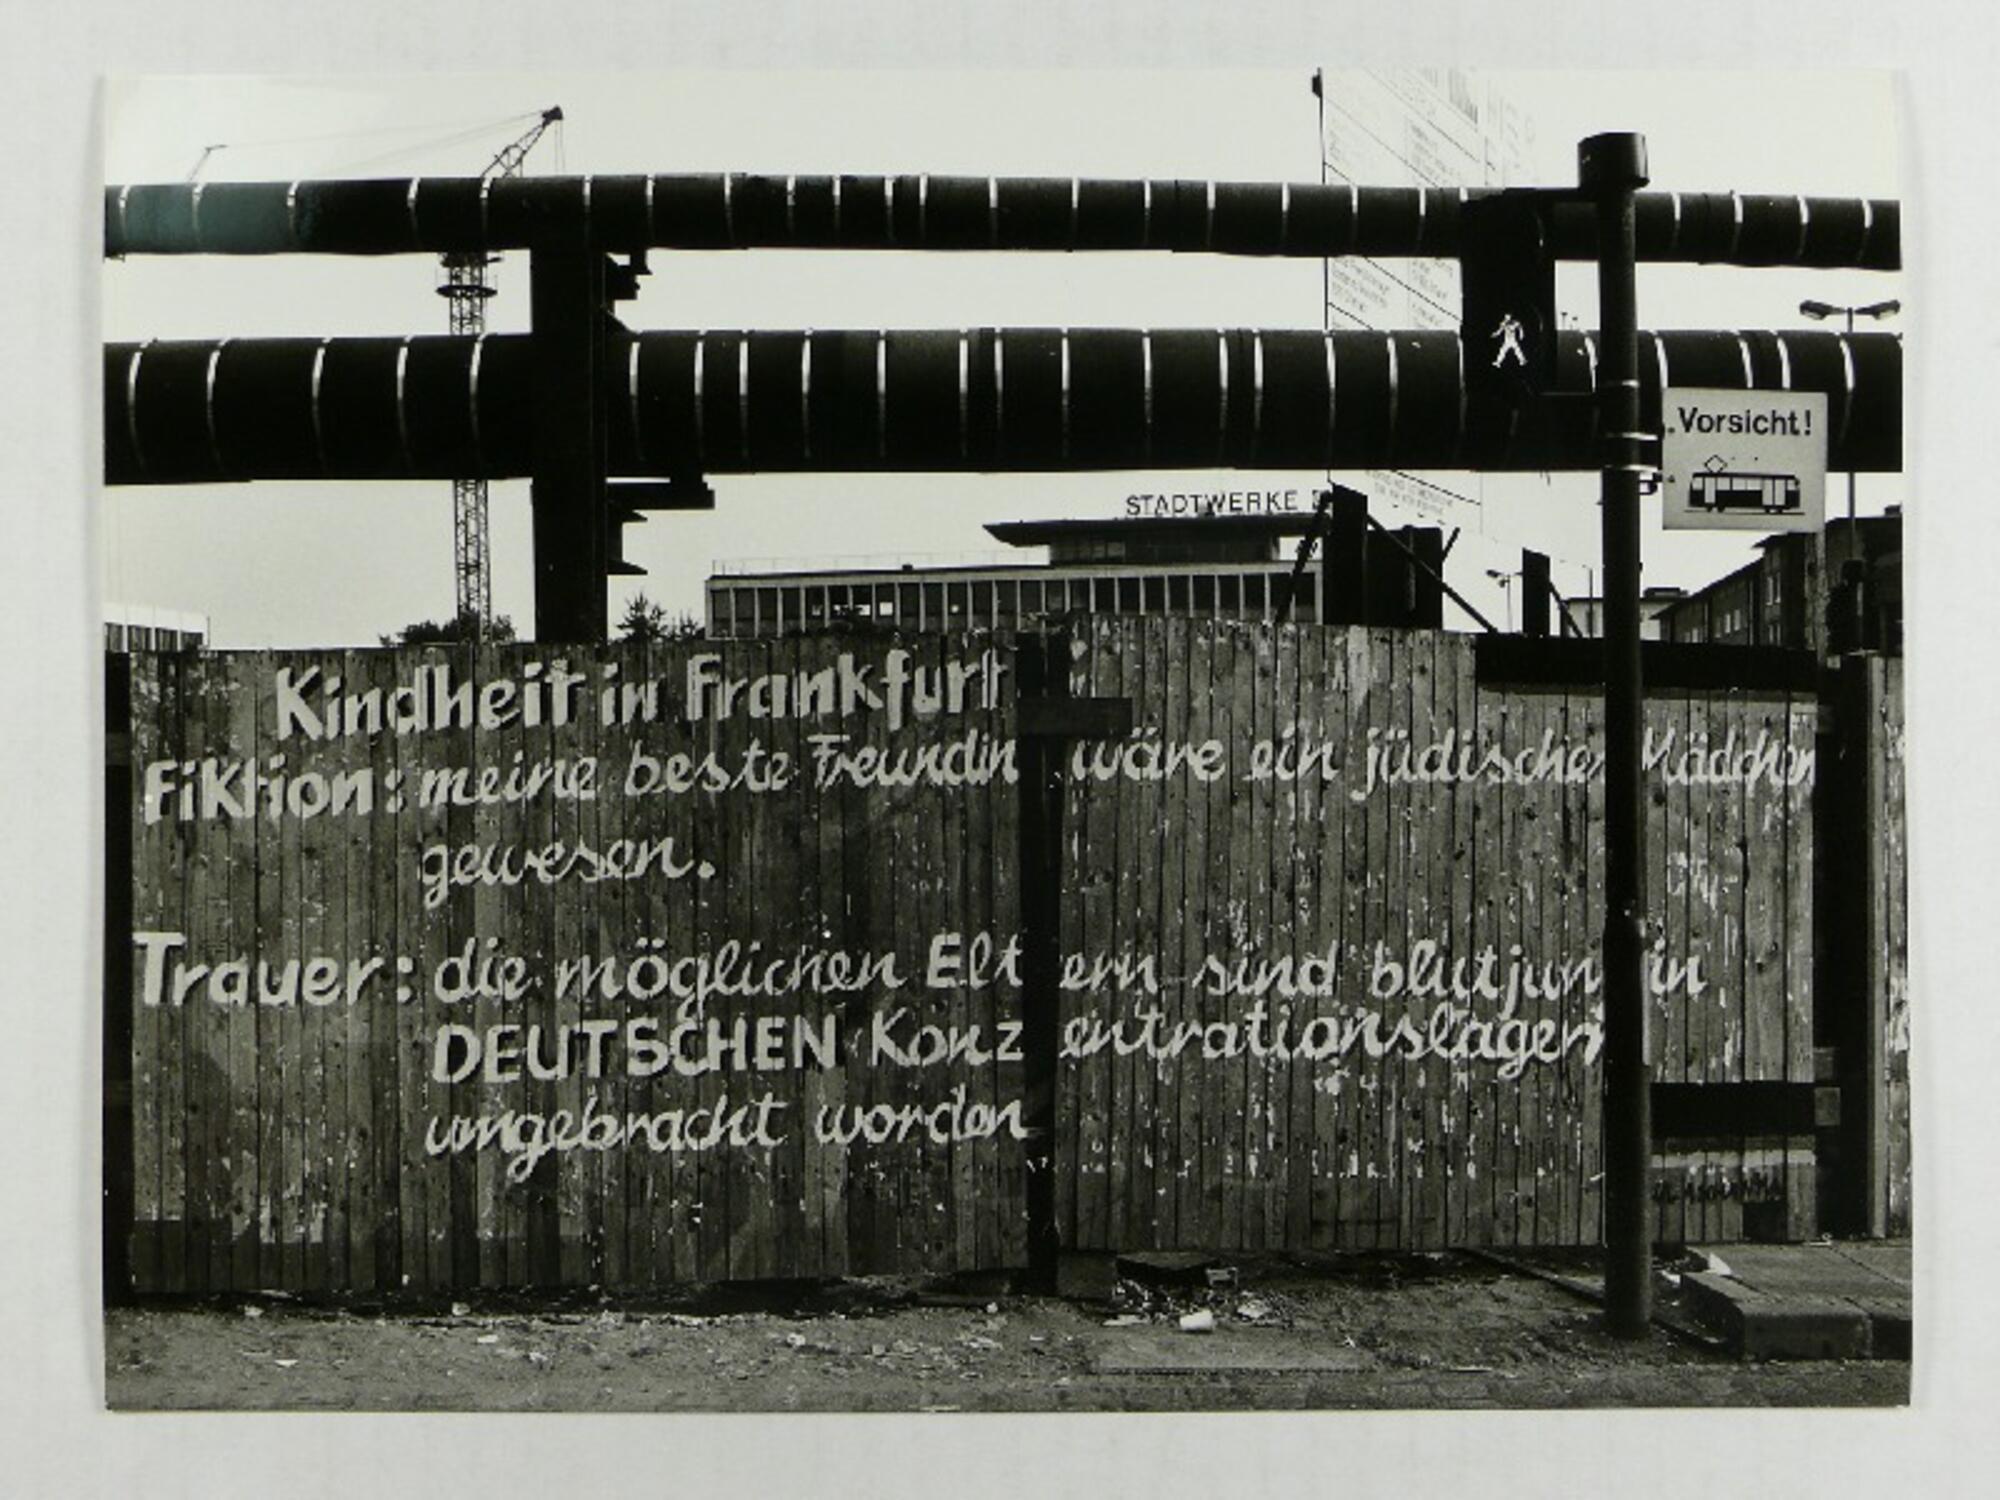 Vorsicht!
STADTWERKE
Kindheit in Frankfurt
Fiktion: meine beste Freundin wäre ein jüdisches Mädchen
gewesen.
Trauer: die möglichen Eltern sind blutjung in
DEUTSCHEN Konzentrationslagern
umgebracht worden